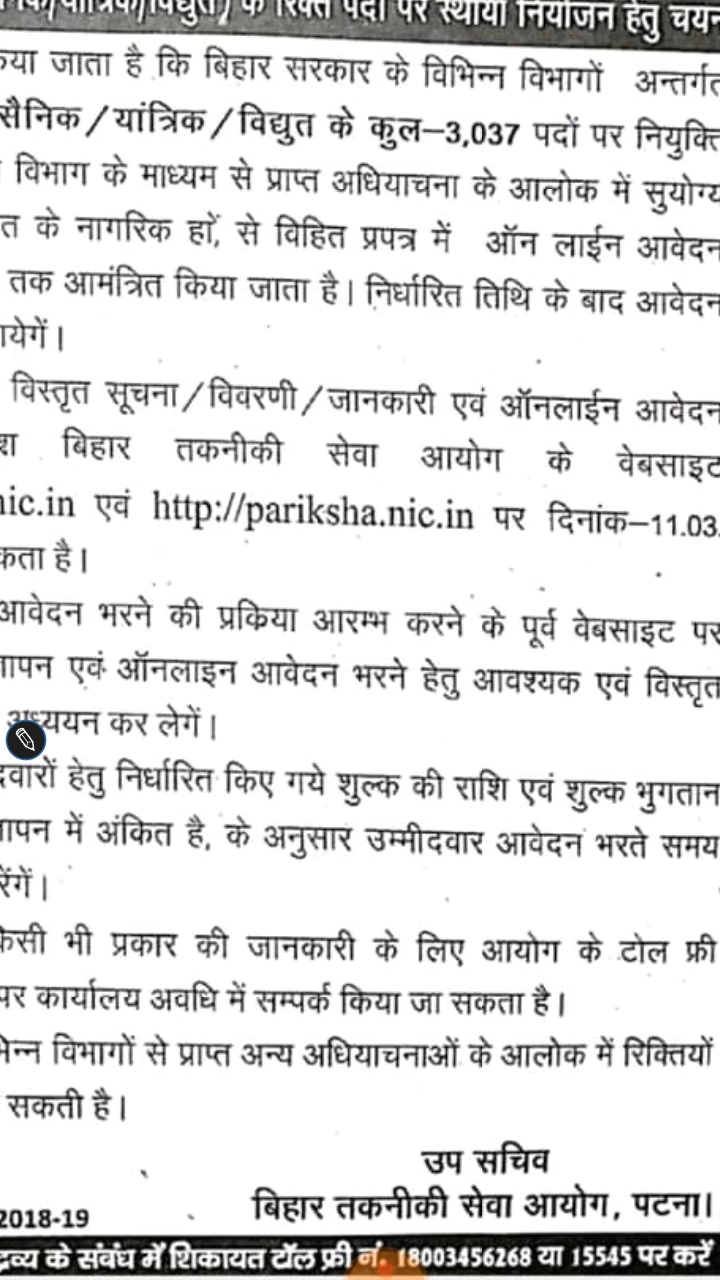 के रिक्त पदों पर स्थायी नियोजन हेतु चयन
जाता है कि बिहार सरकार के विभिन्न विभागों अन्तर्गत
सैनिक/यांत्रिक/विद्युत के कुल–3,037 पदों पर नियुक्ति
विभाग के माध्यम से प्राप्त अधियाचना के आलोक में सुयोग्य
त के नागरिक हों, से विहित प्रपत्र में ऑन लाईन आवेदन
तक आमंत्रित किया जाता है। निर्धारित तिथि के बाद आवेदन
येगें।
विस्तृत सूचना/विवरणी/जानकारी एवं ऑनलाईन आवेदन
श बिहार तकनीकी सेवा आयोग के वेबसाइट
nic.in एवं http://pariksha.nic.in पर दिनांक–11.03.
कता है।
आवेदन भरने की प्रकिया आरम्भ करने के पूर्व वेबसाइट पर
ापन एवं ऑनलाइन आवेदन भरने हेतु आवश्यक एवं विस्तृत
अध्ययन कर लेगें।
दवारों हेतु निर्धारित किए गये शुल्क की राशि एवं शुल्क भुगतान
ापन में अंकित है, के अनुसार उम्मीदवार आवेदन भरते समय
रेंगें।
केसी भी प्रकार की जानकारी के लिए आयोग के टोल फ्री
पर कार्यालय अवधि में सम्पर्क किया जा सकता है।
भिन्न विभागों से प्राप्त अन्य अधियाचनाओं के आलोक में रिक्तियों
सकती है।
उप सचिव
बिहार तकनीकी सेवा आयोग, पटना।
2018-19
द्रव्य के संबंध में शिकायत टॉल फ्री नं. 18003456268 या 15545 पर करें